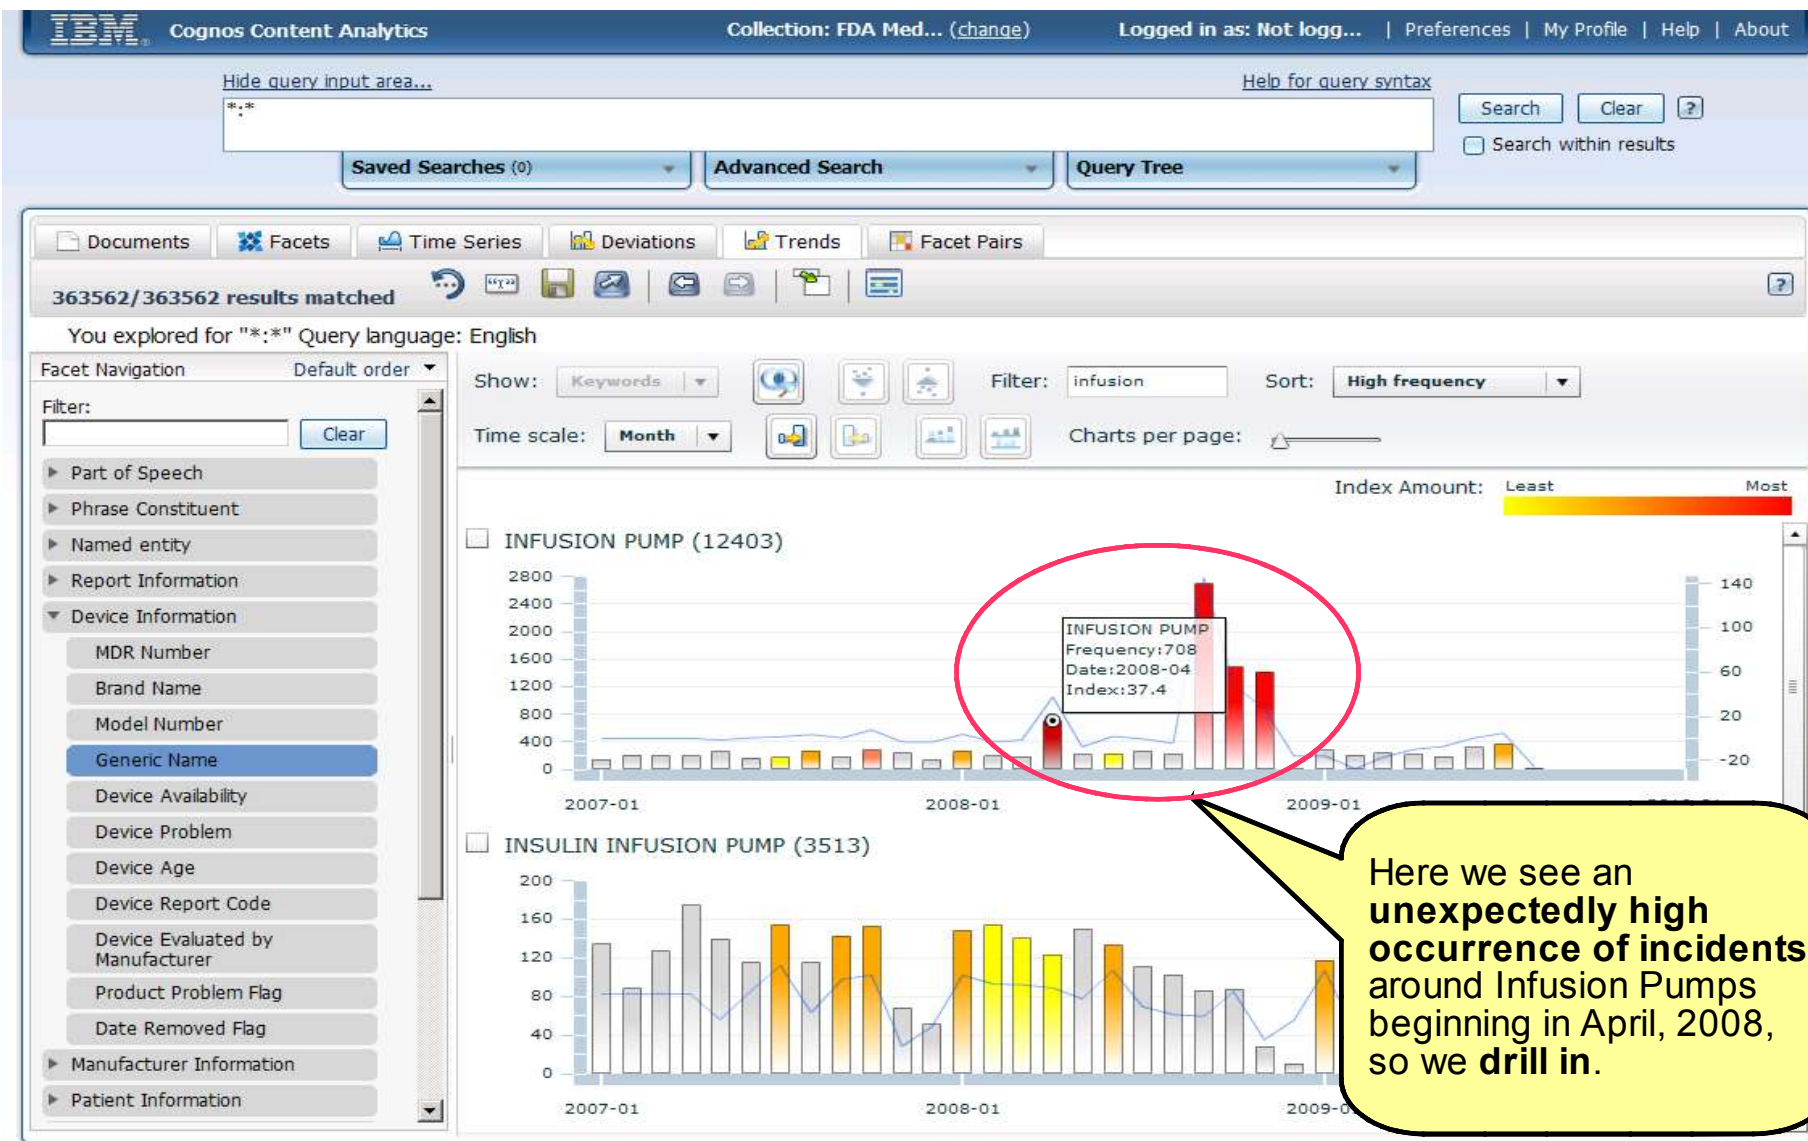 IBM® Cognos Content Analytics Collection: FDA Med... (change) Logged in as: Not logg... | Preferences | My Profile | Help | About
Hide query input area... Help for query syntax
*:*
Search Clear ?
Search within results
Saved Searches (0) Advanced Search Query Tree
Documents Facets Time Series Deviations Trends Facet Pairs
363562/363562 results matched
You explored for "*:*" Query language: English
Facet Navigation Default order
Filter:
Clear
Part of Speech
Phrase Constituent
Named entity
Report Information
Device Information
MDR Number
Brand Name
Model Number
Generic Name
Device Availability
Device Problem
Device Age
Device Report Code
Device Evaluated by
Manufacturer
Product Problem Flag
Date Removed Flag
Manufacturer Information
Patient Information
Show: Keywords Filter: infusion Sort: High frequency
Time scale: Month Charts per page:
Index Amount: Least Most
INFUSION PUMP (12403)
2800
2400
2000
1600
1200
800
400
0
140
100
60
20
-20
INFUSION PUMP
Frequency:708
Date:2008-04
Index:37.4
2007-01 2008-01 2009-01
INSULIN INFUSION PUMP (3513)
200
160
120
80
40
0
2007-01 2008-01 2009-0
Here we see an
unexpectedly high
occurrence of incidents
around Infusion Pumps
beginning in April, 2008,
so we drill in.